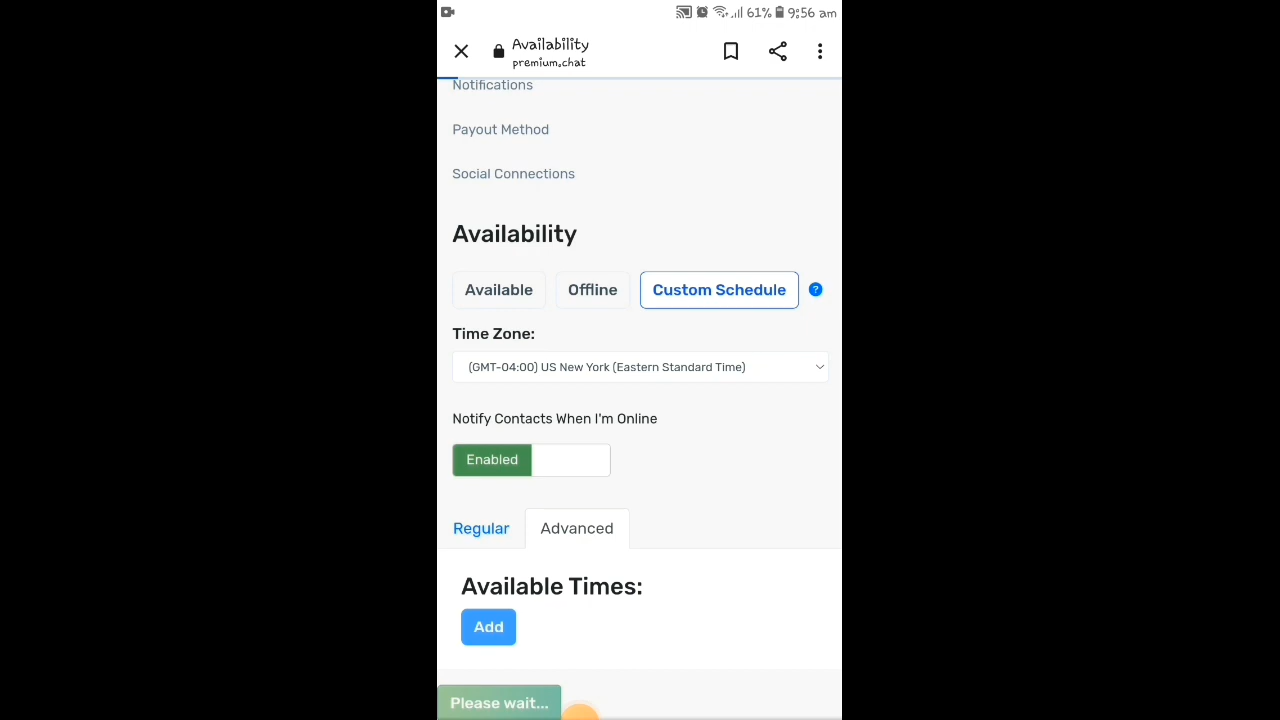 61% 9:56 am
Availability
premium.chat
Notifications
Payout Method
Social Connections
Availability
Available Offline Custom Schedule ?
Time Zone:
(GMT-04:00) US New York (Eastern Standard Time)
Notify Contacts When I'm Online
Enabled
Regular Advanced
Available Times:
Add
Please wait...